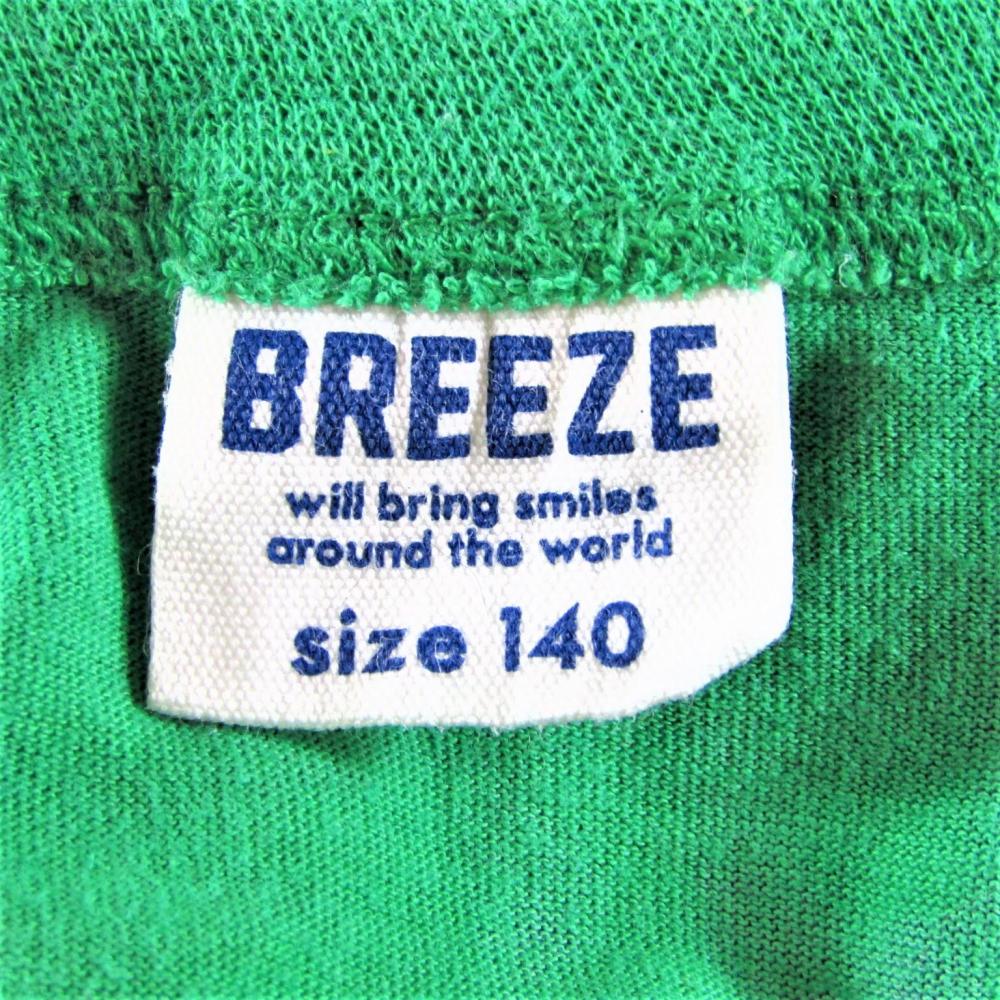 BREEZE
will bring smiles
around the world
size 140